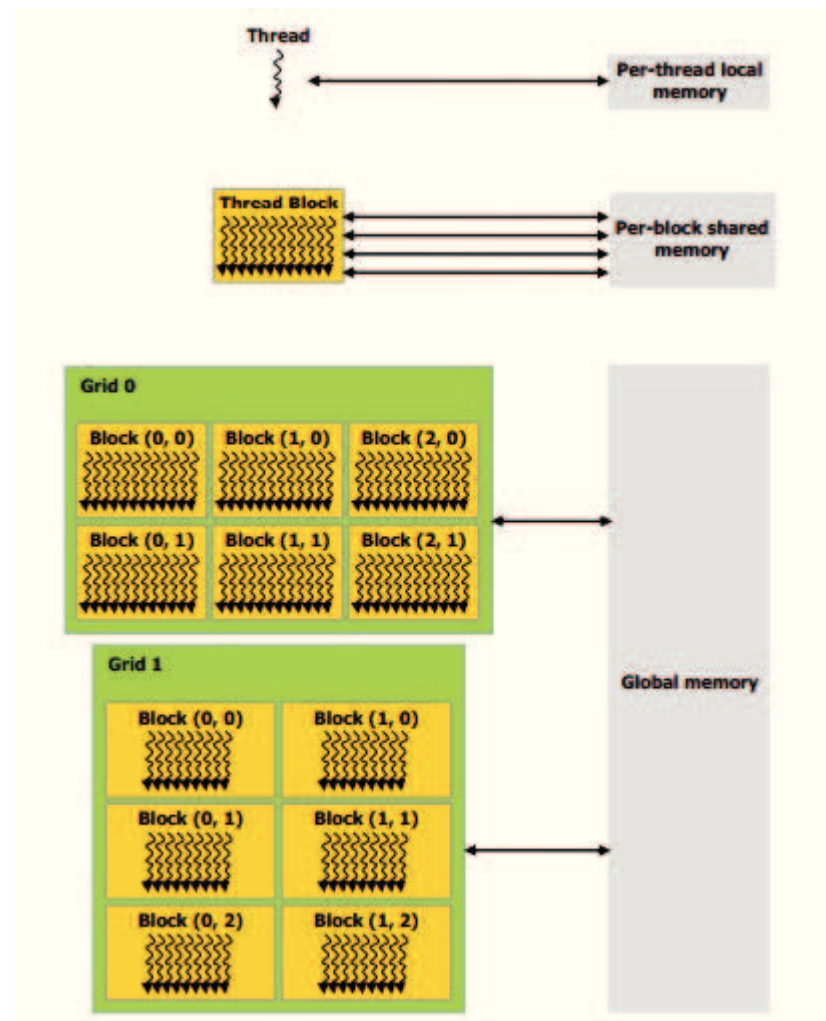 Thread
Per-thread local
memory
Thread Block
Per-block shared
memory
Grid 0
Block (0, 0)
Block (1, 0)
Block (2, 0)
Block (0, 1)
Block (1, 1)
Block (2, 1)
Global memory
Grid 1
Block (0, 0)
Block (1, 0)
Block (0, 1)
Block (1, 1)
Block (0, 2)
Block (1, 2)